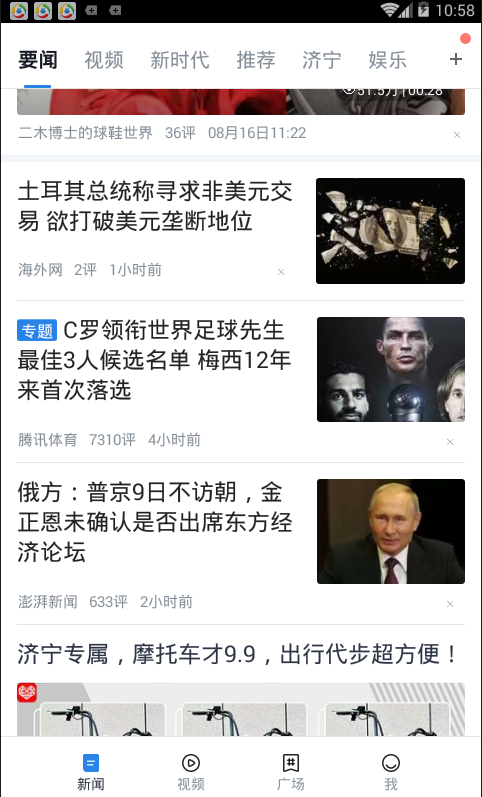 10:58
要闻 视频 新时代 推荐 济宁 娱乐
51.5万 | 00:28
二木博士的球鞋世界 36评 08月16日11:22
土耳其总统称寻求非美元交
易 欲打破美元垄断地位
海外网 2评 1小时前
专题 C罗领衔世界足球先生
最佳3人候选名单 梅西12年
来首次落选
腾讯体育 7310评 4小时前
俄方：普京9日不访朝，金
正恩未确认是否出席东方经
济论坛
澎湃新闻 633评 2小时前
济宁专属，摩托车才9.9，出行代步超方便！
新闻 视频 广场 我